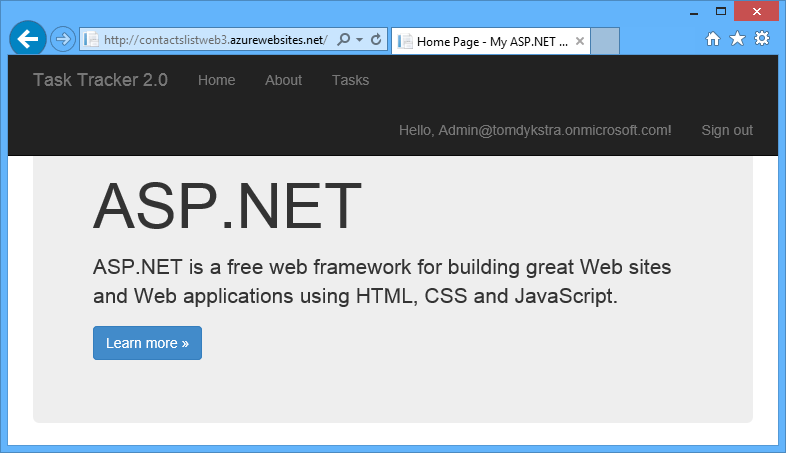 http://contactslistweb3.azurewebsites.net/
Home Page - My ASP.NET ...
Task Tracker 2.0 Home About Tasks
Hello, Admin@tomdykstra.onmicrosoft.com! Sign out
ASP.NET
ASP.NET is a free web framework for building great Web sites
and Web applications using HTML, CSS and JavaScript.
Learn more »